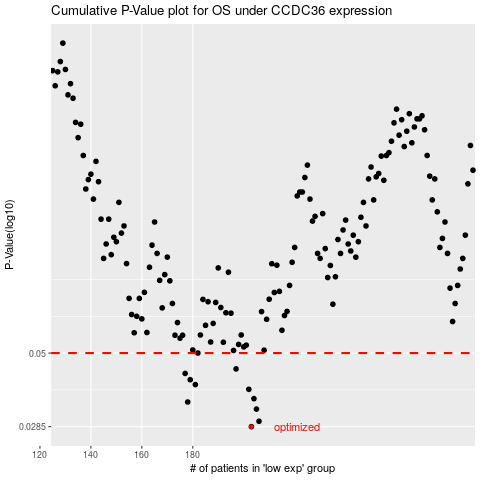 Cumulative P-Value plot for OS under CCDC36 expression
P-Value(log10)
0.05
0.0285
optimized
120 140 160 180
# of patients in 'low exp' group